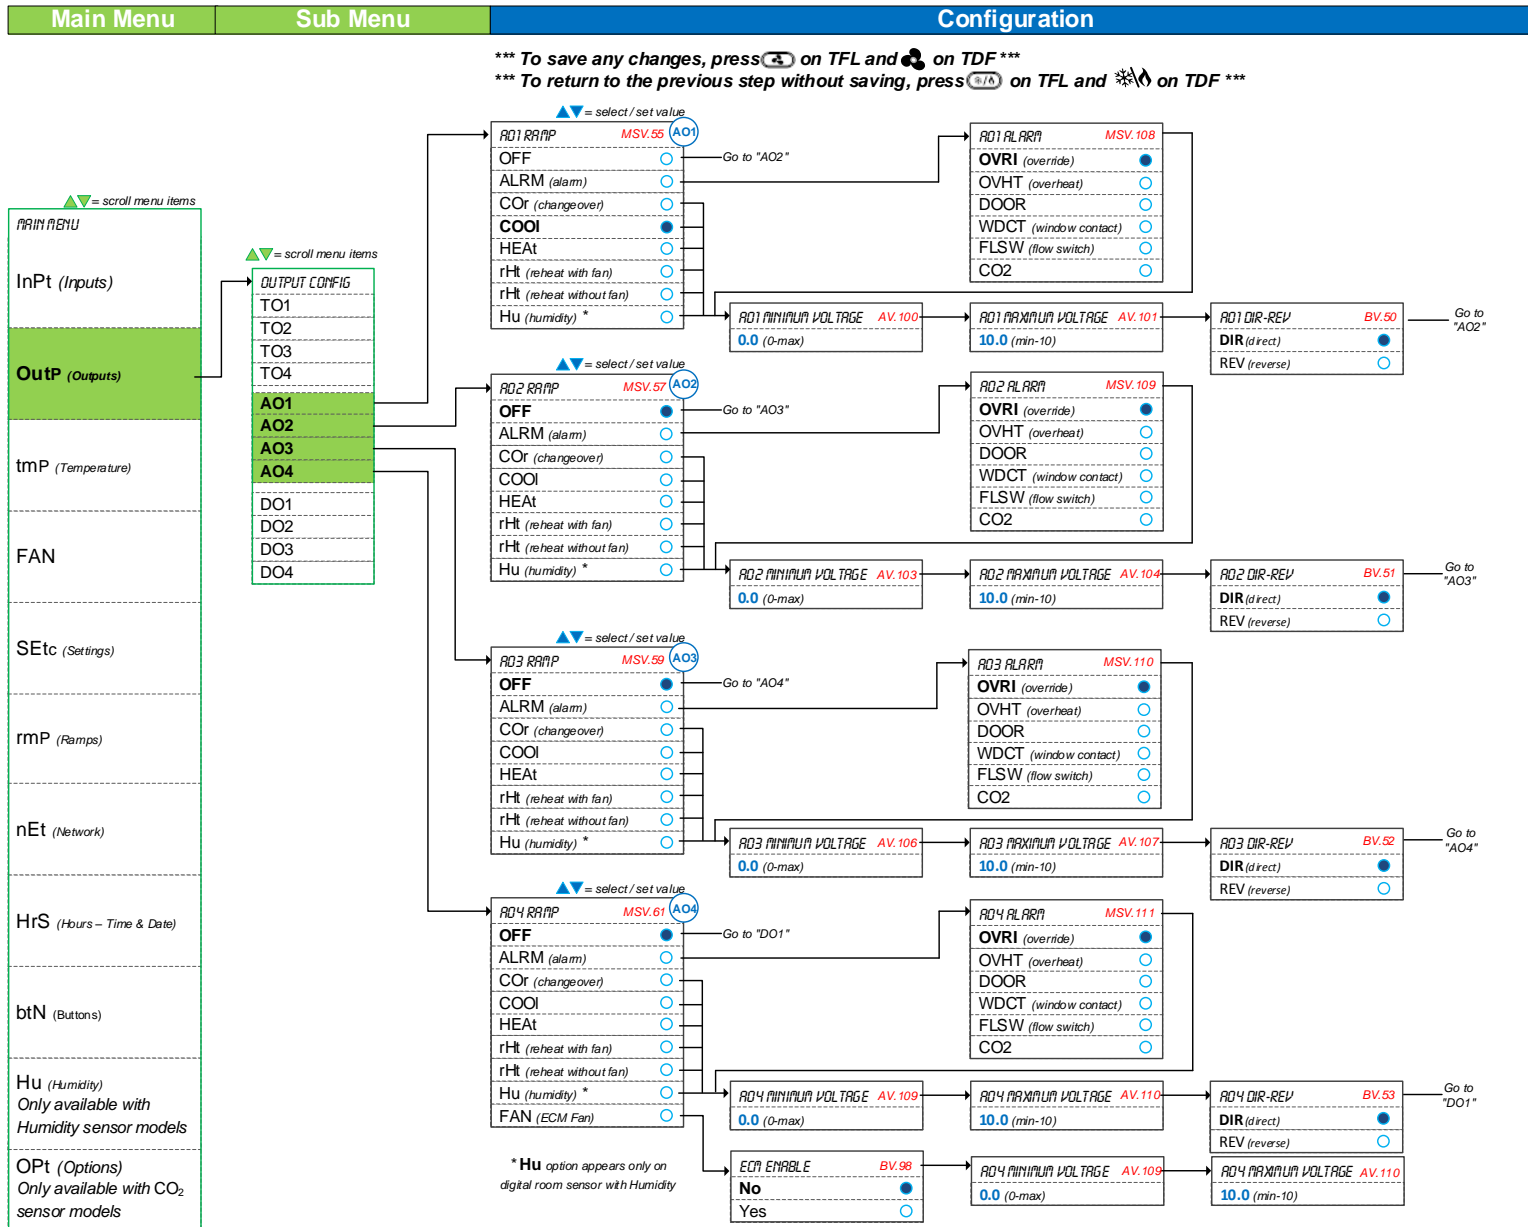 Main Menu
Sub Menu
Configuration
*** To save any changes, press on TFL and on TDF ***
*** To return to the previous step without saving, press on TFL and on TDF ***
= scroll menu items
MAIN MENU
InPt (Inputs)
OutP (Outputs)
tmP (Temperature)
FAN
SEtc (Settings)
rmP (Ramps)
nEt (Network)
HrS (Hours – Time & Date)
btN (Buttons)
Hu (Humidity)
Only available with
Humidity sensor models
OPt (Options)
Only available with CO2
sensor models
= scroll menu items
OUTPUT CONFIG
TO1
TO2
TO3
TO4
AO1
AO2
AO3
AO4
DO1
DO2
DO3
DO4
= select / set value
AO1 RAMP MSV.55 AO1
OFF
Go to "AO2"
ALRM (alarm)
COr (changeover)
COOl
HEAt
rHt (reheat with fan)
rHt (reheat without fan)
Hu (humidity) *
AO1 ALARM MSV.108
OVRI (override)
OVHT (overheat)
DOOR
WDCT (window contact)
FLSW (flow switch)
CO2
AO1 MINIMUM VOLTAGE AV.100
0.0 (0-max)
AO1 MAXIMUM VOLTAGE AV.101
10.0 (min-10)
AO1 DIR-REV BV.50
DIR (direct)
REV (reverse)
Go to
"AO2"
= select / set value
AO2 RAMP MSV.57 AO2
OFF
Go to "AO3"
ALRM (alarm)
COr (changeover)
COOl
HEAt
rHt (reheat with fan)
rHt (reheat without fan)
Hu (humidity) *
AO2 ALARM MSV.109
OVRI (override)
OVHT (overheat)
DOOR
WDCT (window contact)
FLSW (flow switch)
CO2
AO2 MINIMUM VOLTAGE AV.103
0.0 (0-max)
AO2 MAXIMUM VOLTAGE AV.104
10.0 (min-10)
AO2 DIR-REV BV.51
DIR (direct)
REV (reverse)
Go to
"AO3"
= select / set value
AO3 RAMP MSV.59 AO3
OFF
Go to "AO4"
ALRM (alarm)
COr (changeover)
COOl
HEAt
rHt (reheat with fan)
rHt (reheat without fan)
Hu (humidity) *
AO3 ALARM MSV.110
OVRI (override)
OVHT (overheat)
DOOR
WDCT (window contact)
FLSW (flow switch)
CO2
AO3 MINIMUM VOLTAGE AV.106
0.0 (0-max)
AO3 MAXIMUM VOLTAGE AV.107
10.0 (min-10)
AO3 DIR-REV BV.52
DIR (direct)
REV (reverse)
Go to
"AO4"
= select / set value
AO4 RAMP MSV.61 AO4
OFF
Go to "DO1"
ALRM (alarm)
COr (changeover)
COOl
HEAt
rHt (reheat with fan)
rHt (reheat without fan)
Hu (humidity) *
FAN (ECM Fan)
AO4 ALARM MSV.111
OVRI (override)
OVHT (overheat)
DOOR
WDCT (window contact)
FLSW (flow switch)
CO2
AO4 MINIMUM VOLTAGE AV.109
0.0 (0-max)
AO4 MAXIMUM VOLTAGE AV.110
10.0 (min-10)
AO4 DIR-REV BV.53
DIR (direct)
REV (reverse)
Go to
"DO1"
* Hu option appears only on
digital room sensor with Humidity
ECM ENABLE BV.98
No
Yes
AO4 MINIMUM VOLTAGE AV.109
0.0 (0-max)
AO4 MAXIMUM VOLTAGE AV.110
10.0 (min-10)